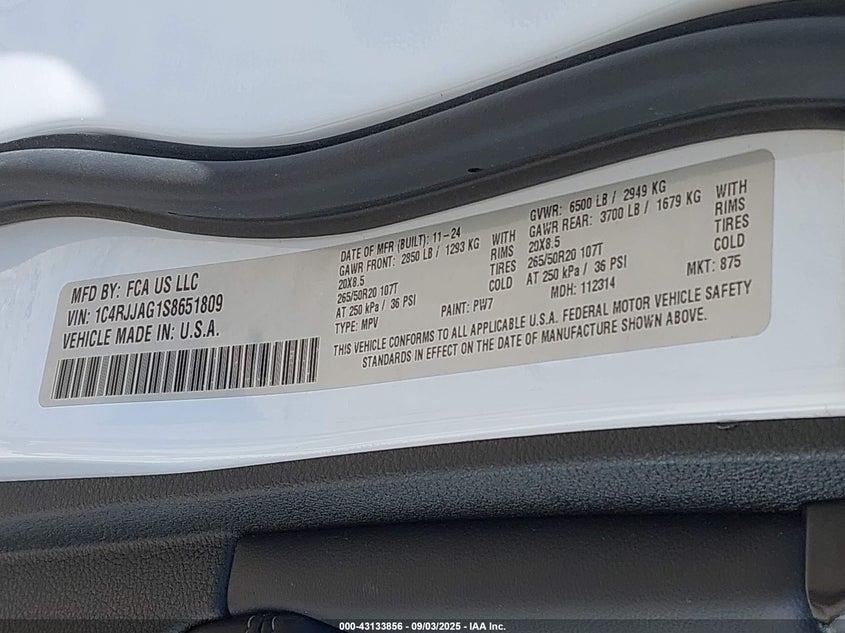 MFD BY: FCA US LLC
VIN: 1C4RJJAG1S8651809
VEHICLE MADE IN: U.S.A.
DATE OF MFR (BUILT): 11-24
GAWR FRONT: 2850 LB / 1293 KG WITH
20X8.5 RIMS
265/50R20 107T TIRES
AT 250 kPa / 36 PSI COLD
TYPE: MPV PAINT: PW7
GVWR: 6500 LB / 2949 KG
GAWR REAR: 3700 LB / 1679 KG WITH
20X8.5 RIMS
265/50R20 107T TIRES
AT 250 kPa / 36 PSI COLD
MDH: 112314 MKT: 875
THIS VEHICLE CONFORMS TO ALL APPLICABLE U.S.A. FEDERAL MOTOR VEHICLE SAFETY
STANDARDS IN EFFECT ON THE DATE OF MANUFACTURE SHOWN ABOVE.
000-43133856 - 09/03/2025 - IAA Inc.